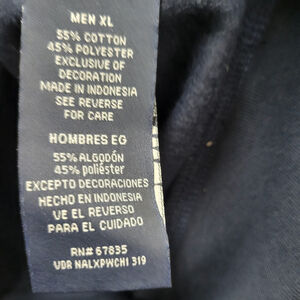 MEN XL
55% COTTON
45% POLYESTER
EXCLUSIVE OF
DECORATION
MADE IN INDONESIA
SEE REVERSE
FOR CARE
HOMBRES EG
55% ALGODÓN
45% poliéster
EXCEPTO DECORACIONES
HECHO EN INDONESIA
VE EL REVERSO
PARA EL CUIDADO
RN# 67835
VDR NALXPWCHI 319